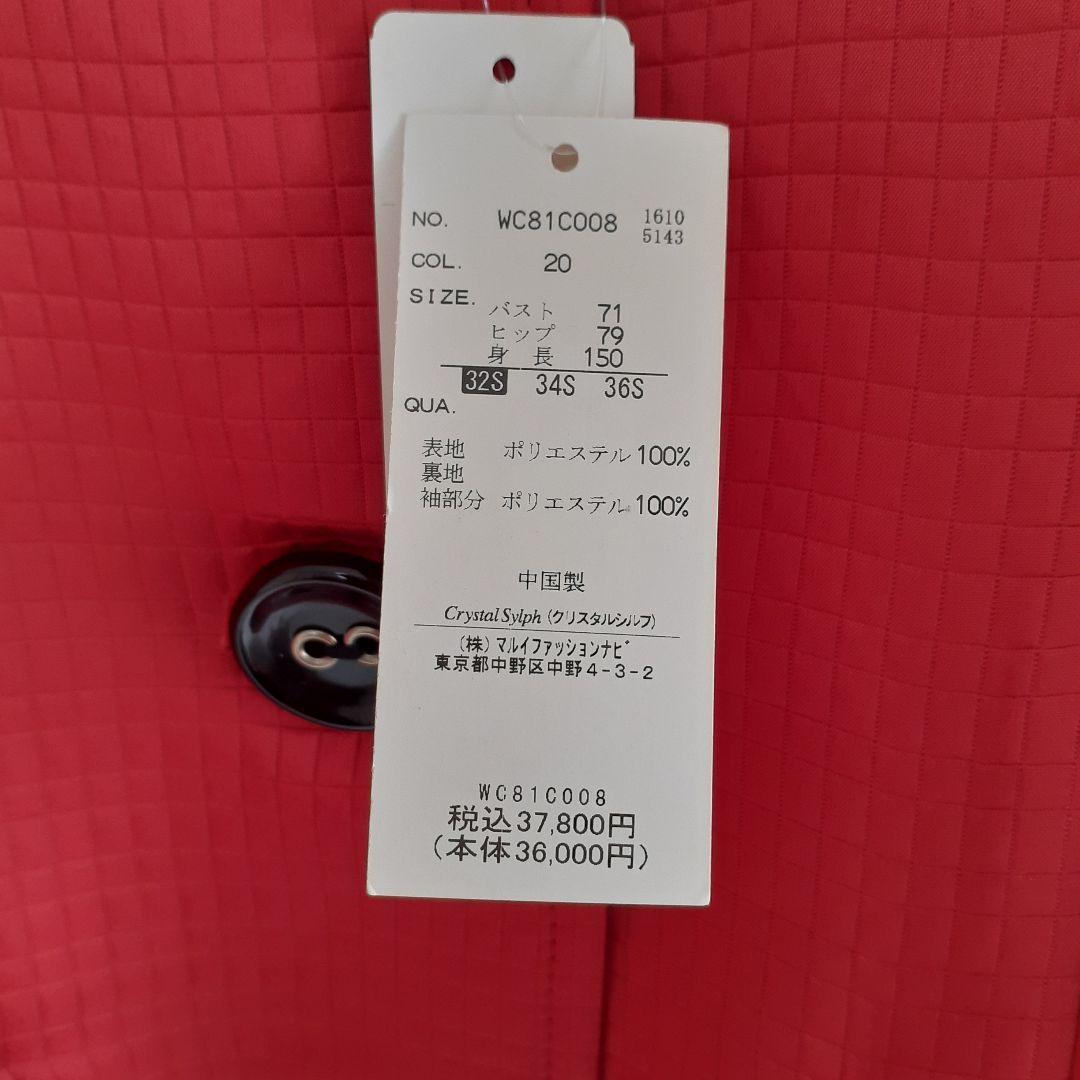 NO. WC81C008 1610
5143
COL. 20
SIZE.
バスト 71
ヒップ 79
身 長 150
32S 34S 36S
QUA.
表地 ポリエステル 100%
裏地
袖部分 ポリエステル 100%
中国製
Crystal Sylph (クリスタルシルフ)
(株) マルイファッションナビ
東京都中野区中野4-3-2
WC81C008
税込37,800円
(本体36,000円)